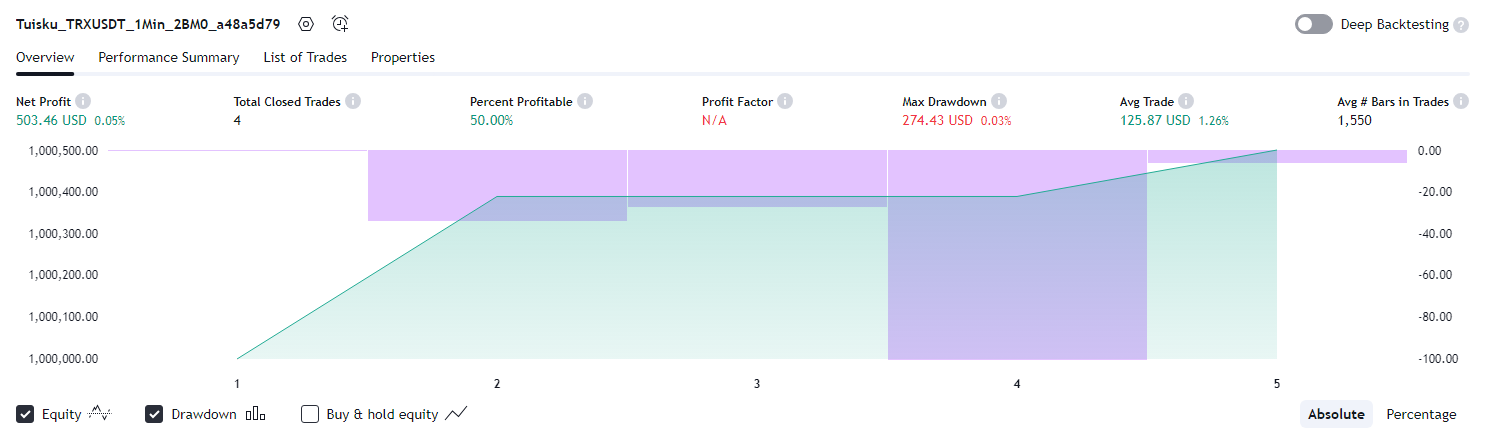 Tuisku_TRXUSDT_1Min_2BM0_a48a5d79
Deep Backtesting
Overview Performance Summary List of Trades Properties
Net Profit Total Closed Trades Percent Profitable Profit Factor Max Drawdown Avg Trade Avg # Bars in Trades
503.46 USD 0.05% 4 50.00% N/A 274.43 USD 0.03% 125.87 USD 1.26% 1,550
1,000,500.00 0.00
1,000,400.00 -20.00
1,000,300.00 -40.00
1,000,200.00 -60.00
1,000,100.00 -80.00
1,000,000.00 -100.00
1 2 3 4 5
Equity Drawdown Buy & hold equity Absolute Percentage